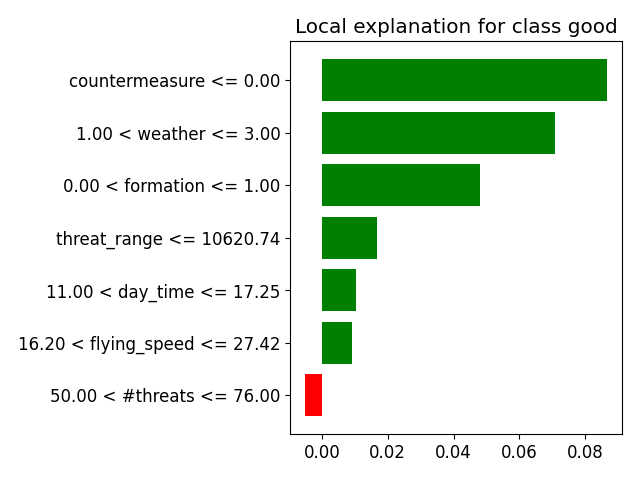 Local explanation for class good
countermeasure <= 0.00
1.00 < weather <= 3.00
0.00 < formation <= 1.00
threat_range <= 10620.74
11.00 < day_time <= 17.25
16.20 < flying_speed <= 27.42
50.00 < #threats <= 76.00
0.00 0.02 0.04 0.06 0.08